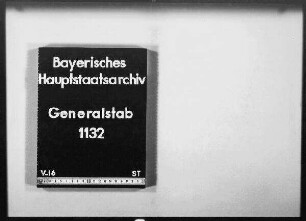 Bayerisches
Hauptstaatsarchiv
Generalstab
1132
V-16 ST